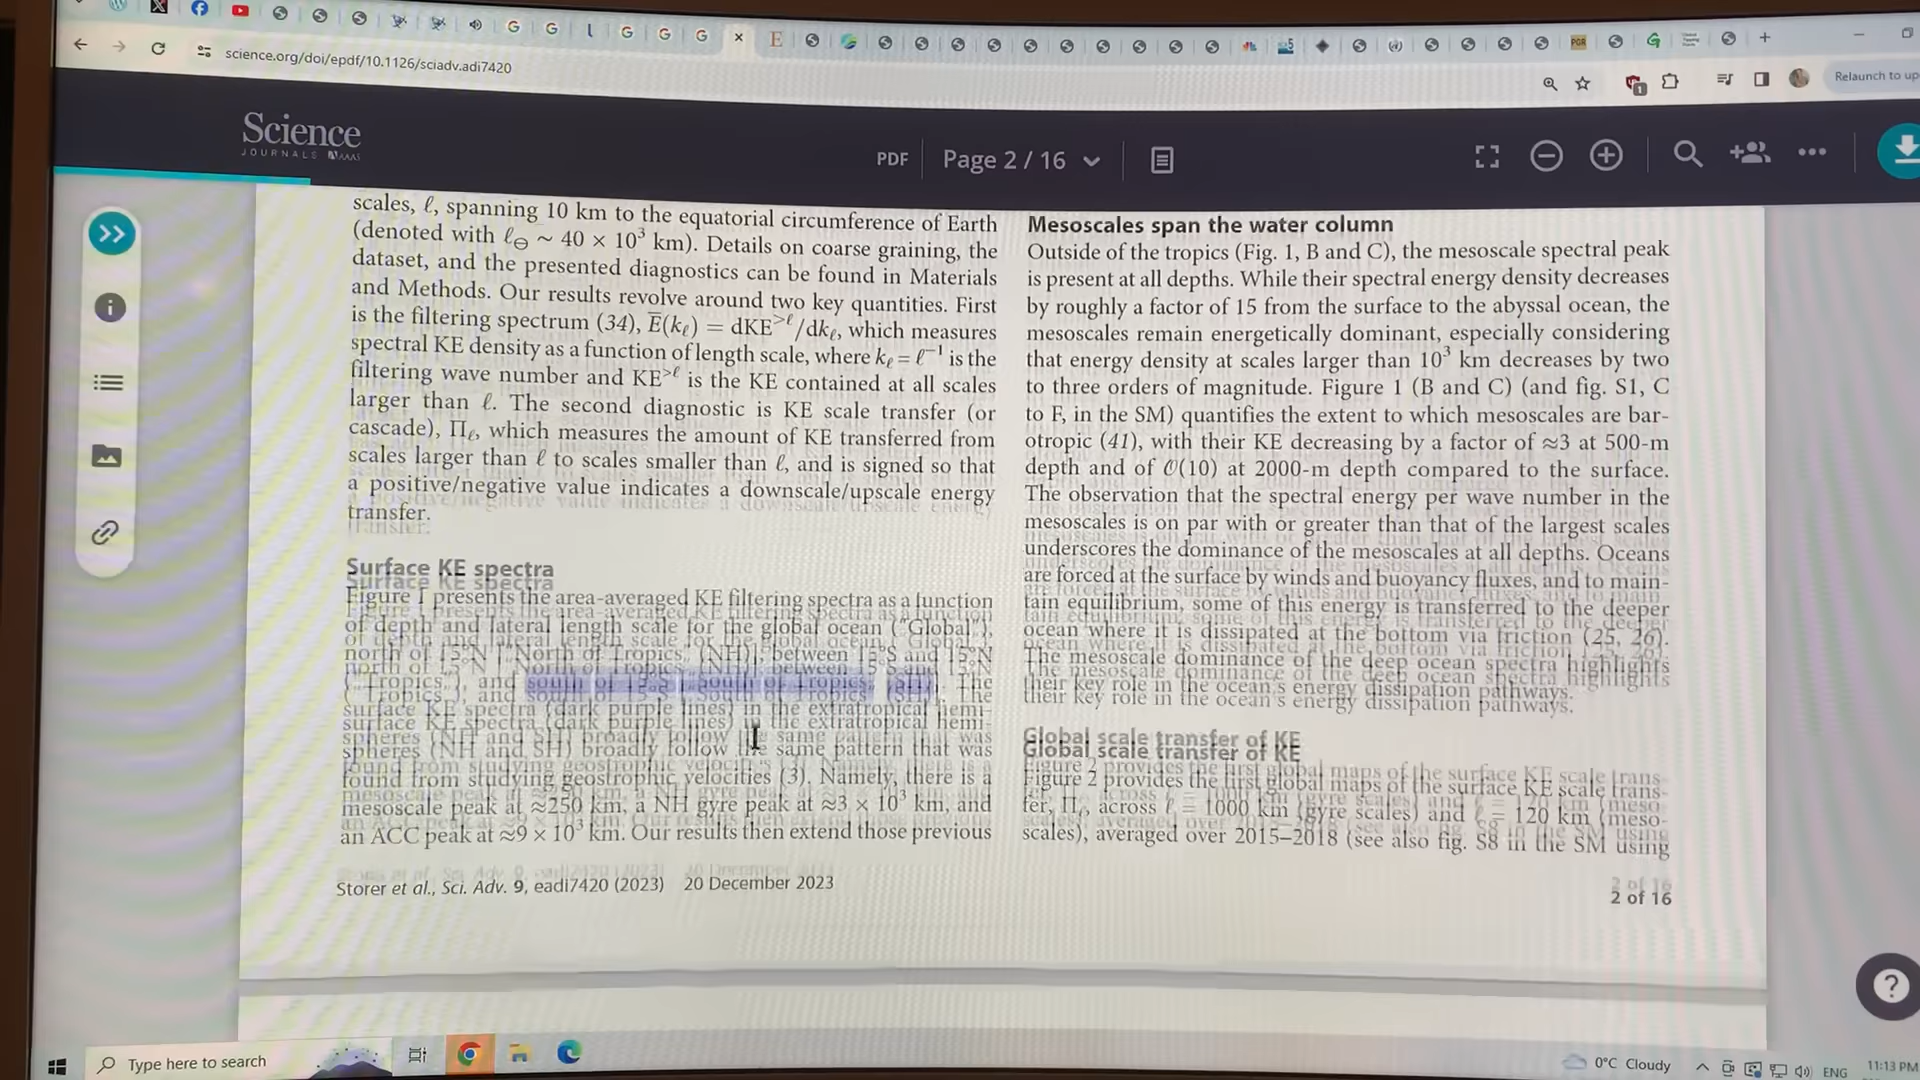 science.org/doi/epdf/10.1126/sciadv.adi7420
Relaunch to up
Science
JOURNALS AAAS
PDF
Page 2 / 16
scales, ℓ, spanning 10 km to the equatorial circumference of Earth
(denoted with ℓ⊖ ~ 40 × 10³ km). Details on coarse graining, the
dataset, and the presented diagnostics can be found in Materials
and Methods. Our results revolve around two key quantities. First
is the filtering spectrum (34), E̅(kℓ) = dKE>ℓ/dkℓ, which measures
spectral KE density as a function of length scale, where kℓ = ℓ⁻¹ is the
filtering wave number and KE>ℓ is the KE contained at all scales
larger than ℓ. The second diagnostic is KE scale transfer (or
cascade), Πℓ, which measures the amount of KE transferred from
scales larger than ℓ to scales smaller than ℓ, and is signed so that
a positive/negative value indicates a downscale/upscale energy
transfer.
Surface KE spectra
Figure 1 presents the area-averaged KE filtering spectra as a function
of depth and lateral length scale for the global ocean ("Global"),
north of 15°N ["North of Tropics" (NH)], between 15°S and 15°N
("Tropics"), and south of 15°S ["South of Tropics" (SH)]. The
surface KE spectra (dark purple lines) in the extratropical hemi-
spheres (NH and SH) broadly follow the same pattern that was
found from studying geostrophic velocities (3). Namely, there is a
mesoscale peak at ≈250 km, a NH gyre peak at ≈3 × 10³ km, and
an ACC peak at ≈9 × 10³ km. Our results then extend those previous
Mesoscales span the water column
Outside of the tropics (Fig. 1, B and C), the mesoscale spectral peak
is present at all depths. While their spectral energy density decreases
by roughly a factor of 15 from the surface to the abyssal ocean, the
mesoscales remain energetically dominant, especially considering
that energy density at scales larger than 10³ km decreases by two
to three orders of magnitude. Figure 1 (B and C) (and fig. S1, C
to F, in the SM) quantifies the extent to which mesoscales are bar-
otropic (41), with their KE decreasing by a factor of ≈3 at 500-m
depth and of O(10) at 2000-m depth compared to the surface.
The observation that the spectral energy per wave number in the
mesoscales is on par with or greater than that of the largest scales
underscores the dominance of the mesoscales at all depths. Oceans
are forced at the surface by winds and buoyancy fluxes, and to main-
tain equilibrium, some of this energy is transferred to the deeper
ocean where it is dissipated at the bottom via friction (25, 26).
The mesoscale dominance of the deep ocean spectra highlights
their key role in the ocean's energy dissipation pathways.
Global scale transfer of KE
Figure 2 provides the first global maps of the surface KE scale trans-
fer, Πℓ, across ℓ = 1000 km (gyre scales) and ℓ = 120 km (meso-
scales), averaged over 2015–2018 (see also fig. S8 in the SM using
Storer et al., Sci. Adv. 9, eadi7420 (2023) 20 December 2023
2 of 16
Type here to search
0°C Cloudy
ENG
11:13 PM